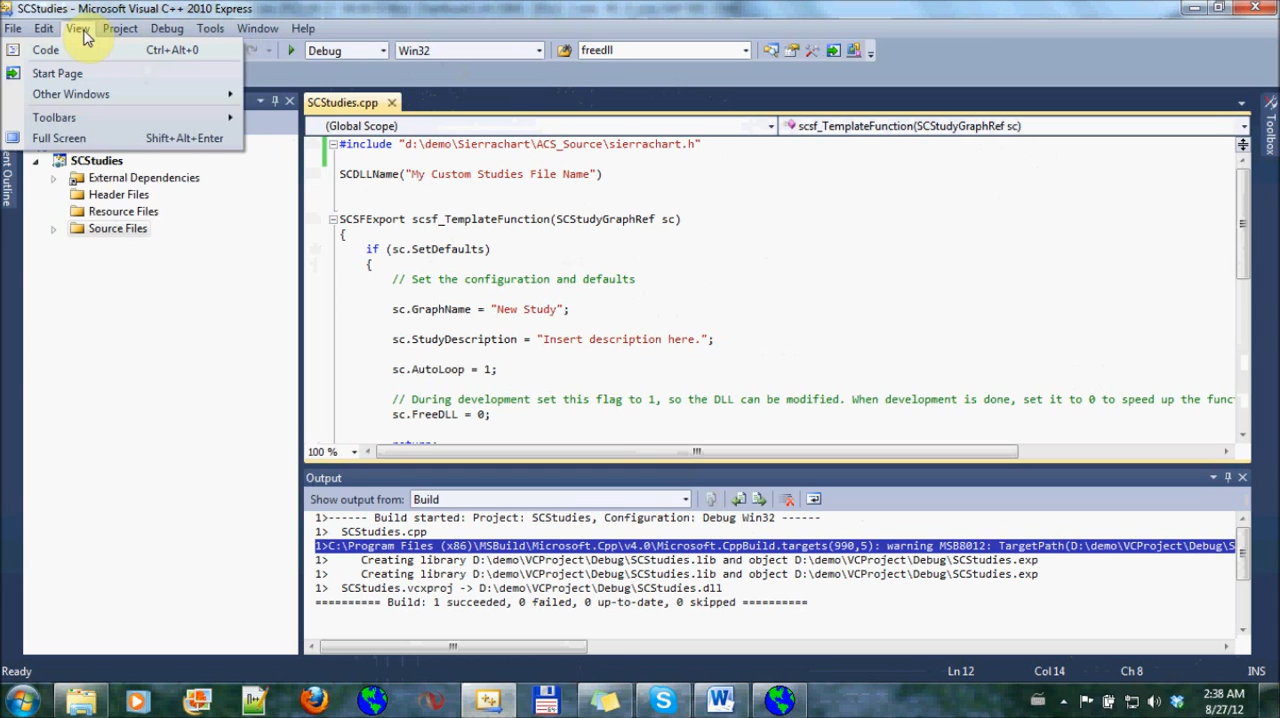 SCStudies - Microsoft Visual C++ 2010 Express
File Edit View Project Debug Tools Window Help
Code Ctrl+Alt+0
Start Page
Other Windows
Toolbars
Full Screen Shift+Alt+Enter
Debug Win32 freedll
SCStudies
External Dependencies
Header Files
Resource Files
Source Files
SCStudies.cpp
(Global Scope) scsf_TemplateFunction(SCStudyGraphRef sc)
#include "d:\demo\Sierrachart\ACS_Source\sierrachart.h"
SCDLLName("My Custom Studies File Name")
SCSFExport scsf_TemplateFunction(SCStudyGraphRef sc)
{
if (sc.SetDefaults)
{
// Set the configuration and defaults
sc.GraphName = "New Study";
sc.StudyDescription = "Insert description here.";
sc.AutoLoop = 1;
// During development set this flag to 1, so the DLL can be modified. When development is done, set it to 0 to speed up the func
sc.FreeDLL = 0;
return;
100 %
Toolbox
ment Outline
Output
Show output from: Build
1>------ Build started: Project: SCStudies, Configuration: Debug Win32 ------
1> SCStudies.cpp
1>C:\Program Files (x86)\MSBuild\Microsoft.Cpp\v4.0\Microsoft.CppBuild.targets(990,5): warning MSB8012: TargetPath(D:\demo\VCProject\Debug\S
1> Creating library D:\demo\VCProject\Debug\SCStudies.lib and object D:\demo\VCProject\Debug\SCStudies.exp
1> Creating library D:\demo\VCProject\Debug\SCStudies.lib and object D:\demo\VCProject\Debug\SCStudies.exp
1> SCStudies.vcxproj -> D:\demo\VCProject\Debug\SCStudies.dll
========== Build: 1 succeeded, 0 failed, 0 up-to-date, 0 skipped ==========
Ready Ln 12 Col 14 Ch 8 INS
2:38 AM
8/27/12